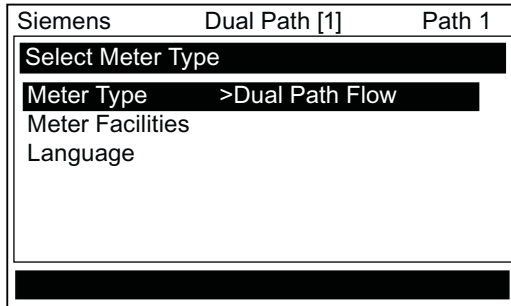 Siemens Dual Path [1] Path 1
Select Meter Type
Meter Type >Dual Path Flow
Meter Facilities
Language